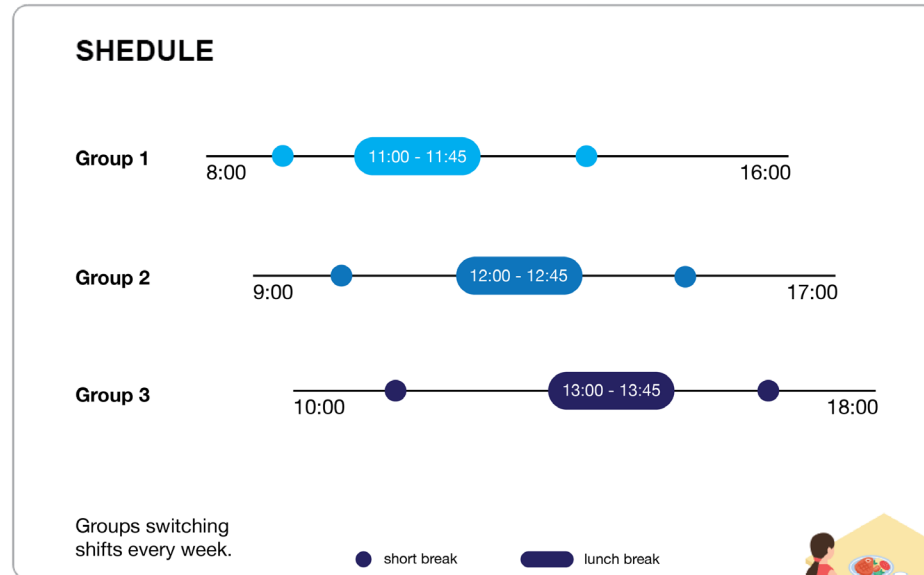 SHEDULE
Group 1
11:00 - 11:45
8:00
16:00
Group 2
12:00 - 12:45
9:00
17:00
Group 3
13:00 - 13:45
10:00
18:00
Groups switching
shifts every week.
short break
lunch break